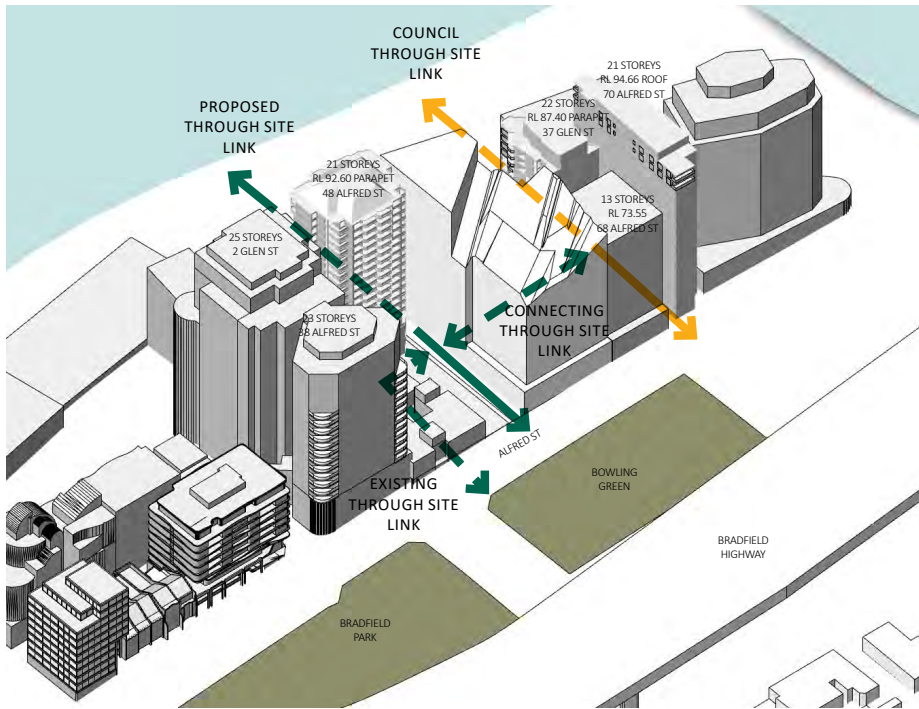 COUNCIL
THROUGH SITE
LINK
PROPOSED
THROUGH SITE
LINK
21 STOREYS
RL 94.66 ROOF
70 ALFRED ST
22 STOREYS
RL 87.40 PARAPET
37 GLEN ST
21 STOREYS
RL 92.60 PARAPET
48 ALFRED ST
13 STOREYS
RL 73.55
68 ALFRED ST
25 STOREYS
2 GLEN ST
23 STOREYS
38 ALFRED ST
CONNECTING
THROUGH SITE
LINK
ALFRED ST
EXISTING
THROUGH SITE
LINK
BOWLING
GREEN
BRADFIELD
HIGHWAY
BRADFIELD
PARK